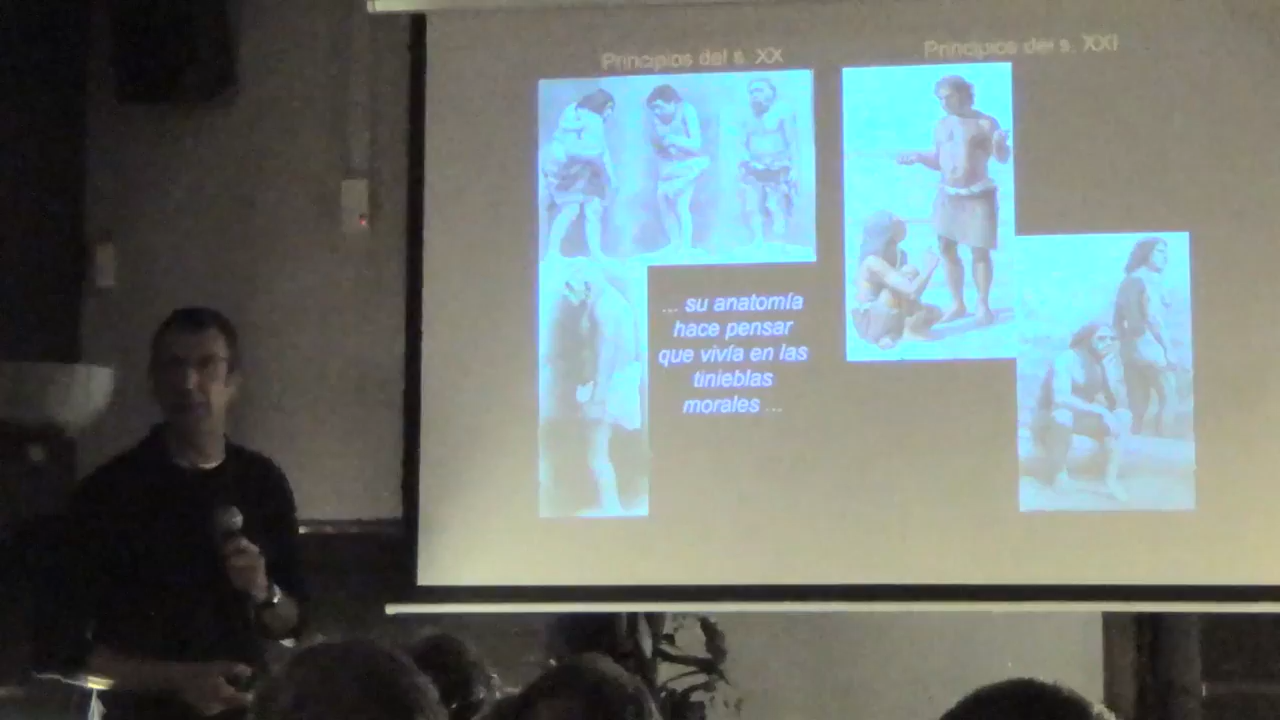 Principios del s. XX
Principios del s. XXI
... su anatomía
hace pensar
que vivía en las
tinieblas
morales ...